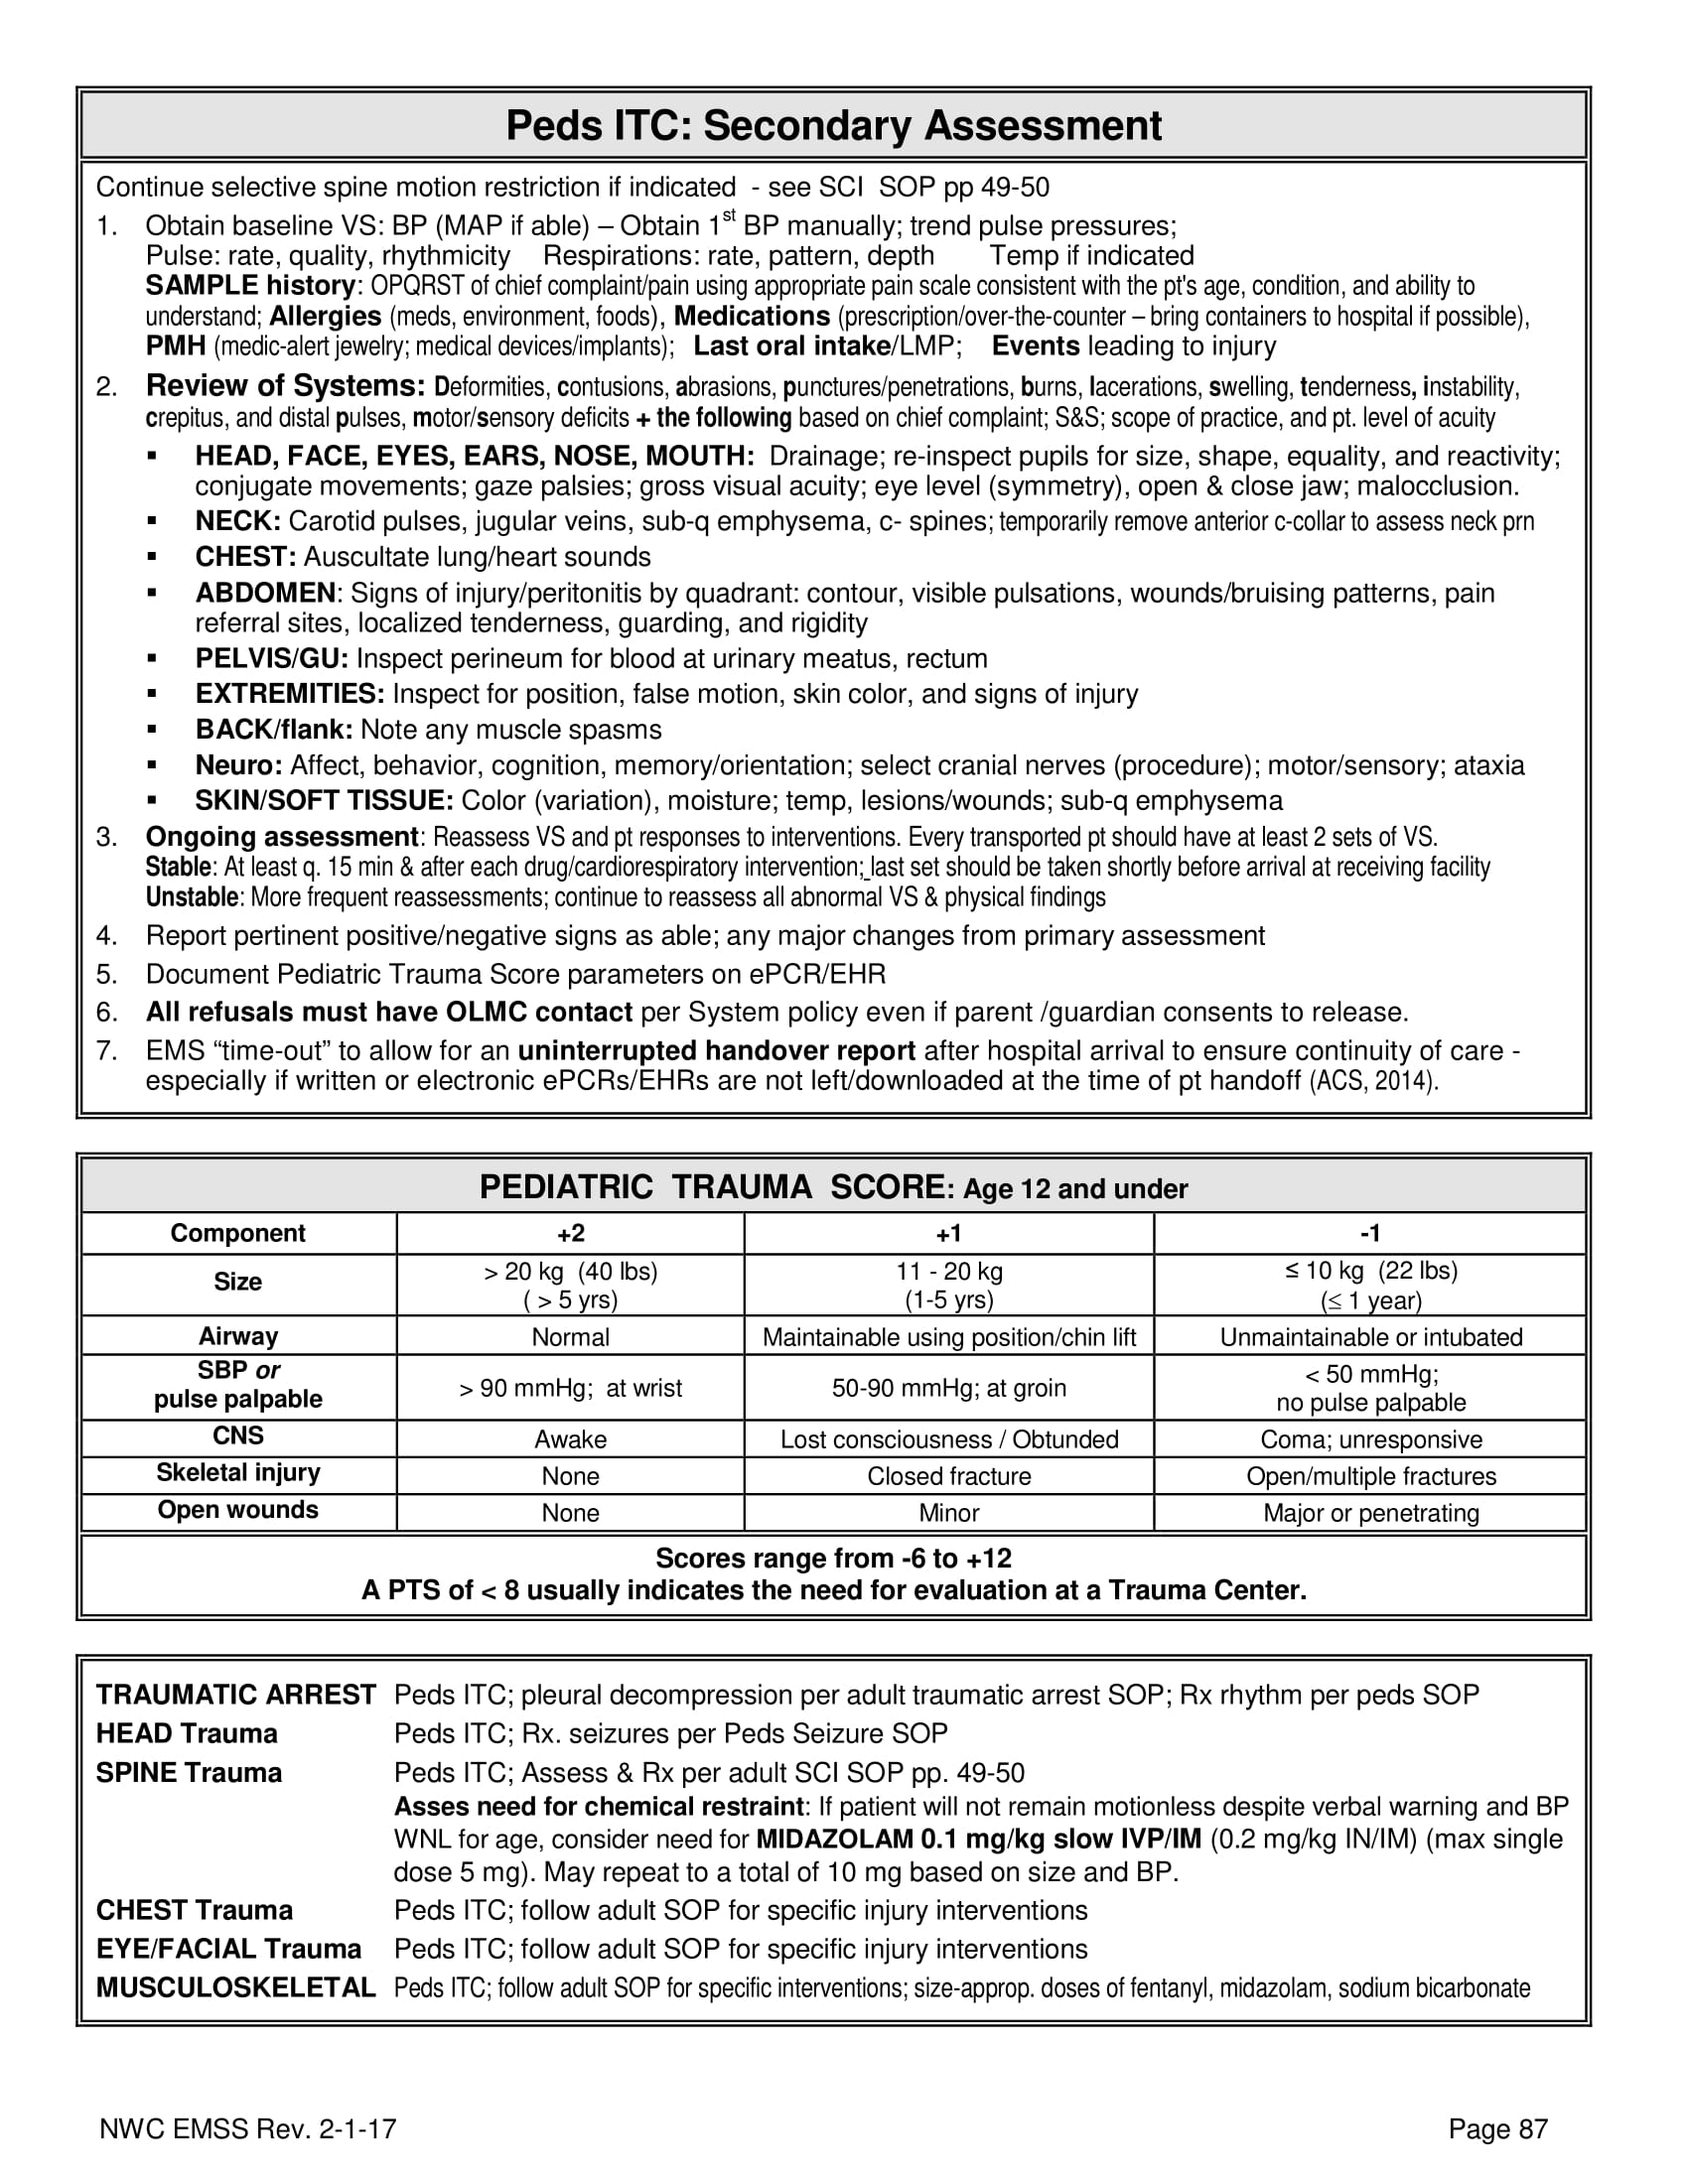 Peds ITC: Secondary Assessment
Continue selective spine motion restriction if indicated - see SCI SOP pp 49-50
1. Obtain baseline VS: BP (MAP if able) – Obtain 1st BP manually; trend pulse pressures;
Pulse: rate, quality, rhythmicity Respirations: rate, pattern, depth Temp if indicated
SAMPLE history: OPQRST of chief complaint/pain using appropriate pain scale consistent with the pt's age, condition, and ability to
understand; Allergies (meds, environment, foods), Medications (prescription/over-the-counter – bring containers to hospital if possible),
PMH (medic-alert jewelry; medical devices/implants); Last oral intake/LMP; Events leading to injury
2. Review of Systems: Deformities, contusions, abrasions, punctures/penetrations, burns, lacerations, swelling, tenderness, instability,
crepitus, and distal pulses, motor/sensory deficits + the following based on chief complaint; S&S; scope of practice, and pt. level of acuity
▪ HEAD, FACE, EYES, EARS, NOSE, MOUTH: Drainage; re-inspect pupils for size, shape, equality, and reactivity;
conjugate movements; gaze palsies; gross visual acuity; eye level (symmetry), open & close jaw; malocclusion.
▪ NECK: Carotid pulses, jugular veins, sub-q emphysema, c- spines; temporarily remove anterior c-collar to assess neck prn
▪ CHEST: Auscultate lung/heart sounds
▪ ABDOMEN: Signs of injury/peritonitis by quadrant: contour, visible pulsations, wounds/bruising patterns, pain
referral sites, localized tenderness, guarding, and rigidity
▪ PELVIS/GU: Inspect perineum for blood at urinary meatus, rectum
▪ EXTREMITIES: Inspect for position, false motion, skin color, and signs of injury
▪ BACK/flank: Note any muscle spasms
▪ Neuro: Affect, behavior, cognition, memory/orientation; select cranial nerves (procedure); motor/sensory; ataxia
▪ SKIN/SOFT TISSUE: Color (variation), moisture; temp, lesions/wounds; sub-q emphysema
3. Ongoing assessment: Reassess VS and pt responses to interventions. Every transported pt should have at least 2 sets of VS.
Stable: At least q. 15 min & after each drug/cardiorespiratory intervention; last set should be taken shortly before arrival at receiving facility
Unstable: More frequent reassessments; continue to reassess all abnormal VS & physical findings
4. Report pertinent positive/negative signs as able; any major changes from primary assessment
5. Document Pediatric Trauma Score parameters on ePCR/EHR
6. All refusals must have OLMC contact per System policy even if parent /guardian consents to release.
7. EMS “time-out” to allow for an uninterrupted handover report after hospital arrival to ensure continuity of care -
especially if written or electronic ePCRs/EHRs are not left/downloaded at the time of pt handoff (ACS, 2014).
PEDIATRIC TRAUMA SCORE: Age 12 and under
Component +2 +1 -1
Size > 20 kg (40 lbs) 11 - 20 kg ≤ 10 kg (22 lbs)
( > 5 yrs) (1-5 yrs) (≤ 1 year)
Airway Normal Maintainable using position/chin lift Unmaintainable or intubated
SBP or
pulse palpable > 90 mmHg; at wrist 50-90 mmHg; at groin < 50 mmHg;
no pulse palpable
CNS Awake Lost consciousness / Obtunded Coma; unresponsive
Skeletal injury None Closed fracture Open/multiple fractures
Open wounds None Minor Major or penetrating
Scores range from -6 to +12
A PTS of < 8 usually indicates the need for evaluation at a Trauma Center.
TRAUMATIC ARREST Peds ITC; pleural decompression per adult traumatic arrest SOP; Rx rhythm per peds SOP
HEAD Trauma Peds ITC; Rx. seizures per Peds Seizure SOP
SPINE Trauma Peds ITC; Assess & Rx per adult SCI SOP pp. 49-50
Asses need for chemical restraint: If patient will not remain motionless despite verbal warning and BP
WNL for age, consider need for MIDAZOLAM 0.1 mg/kg slow IVP/IM (0.2 mg/kg IN/IM) (max single
dose 5 mg). May repeat to a total of 10 mg based on size and BP.
CHEST Trauma Peds ITC; follow adult SOP for specific injury interventions
EYE/FACIAL Trauma Peds ITC; follow adult SOP for specific injury interventions
MUSCULOSKELETAL Peds ITC; follow adult SOP for specific interventions; size-approp. doses of fentanyl, midazolam, sodium bicarbonate
NWC EMSS Rev. 2-1-17 Page 87